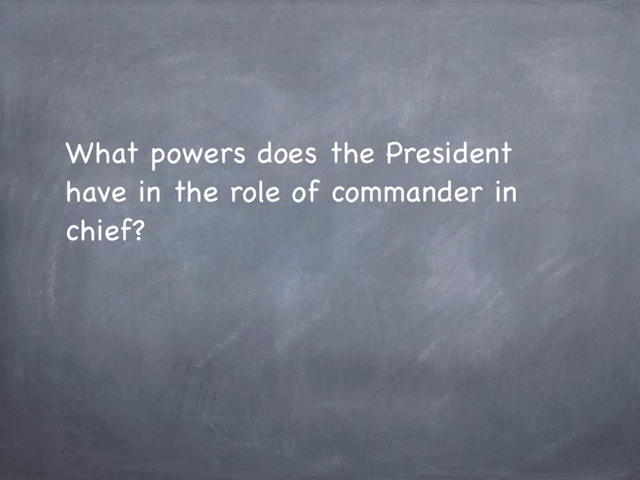 What powers does the President
have in the role of commander in
chief?